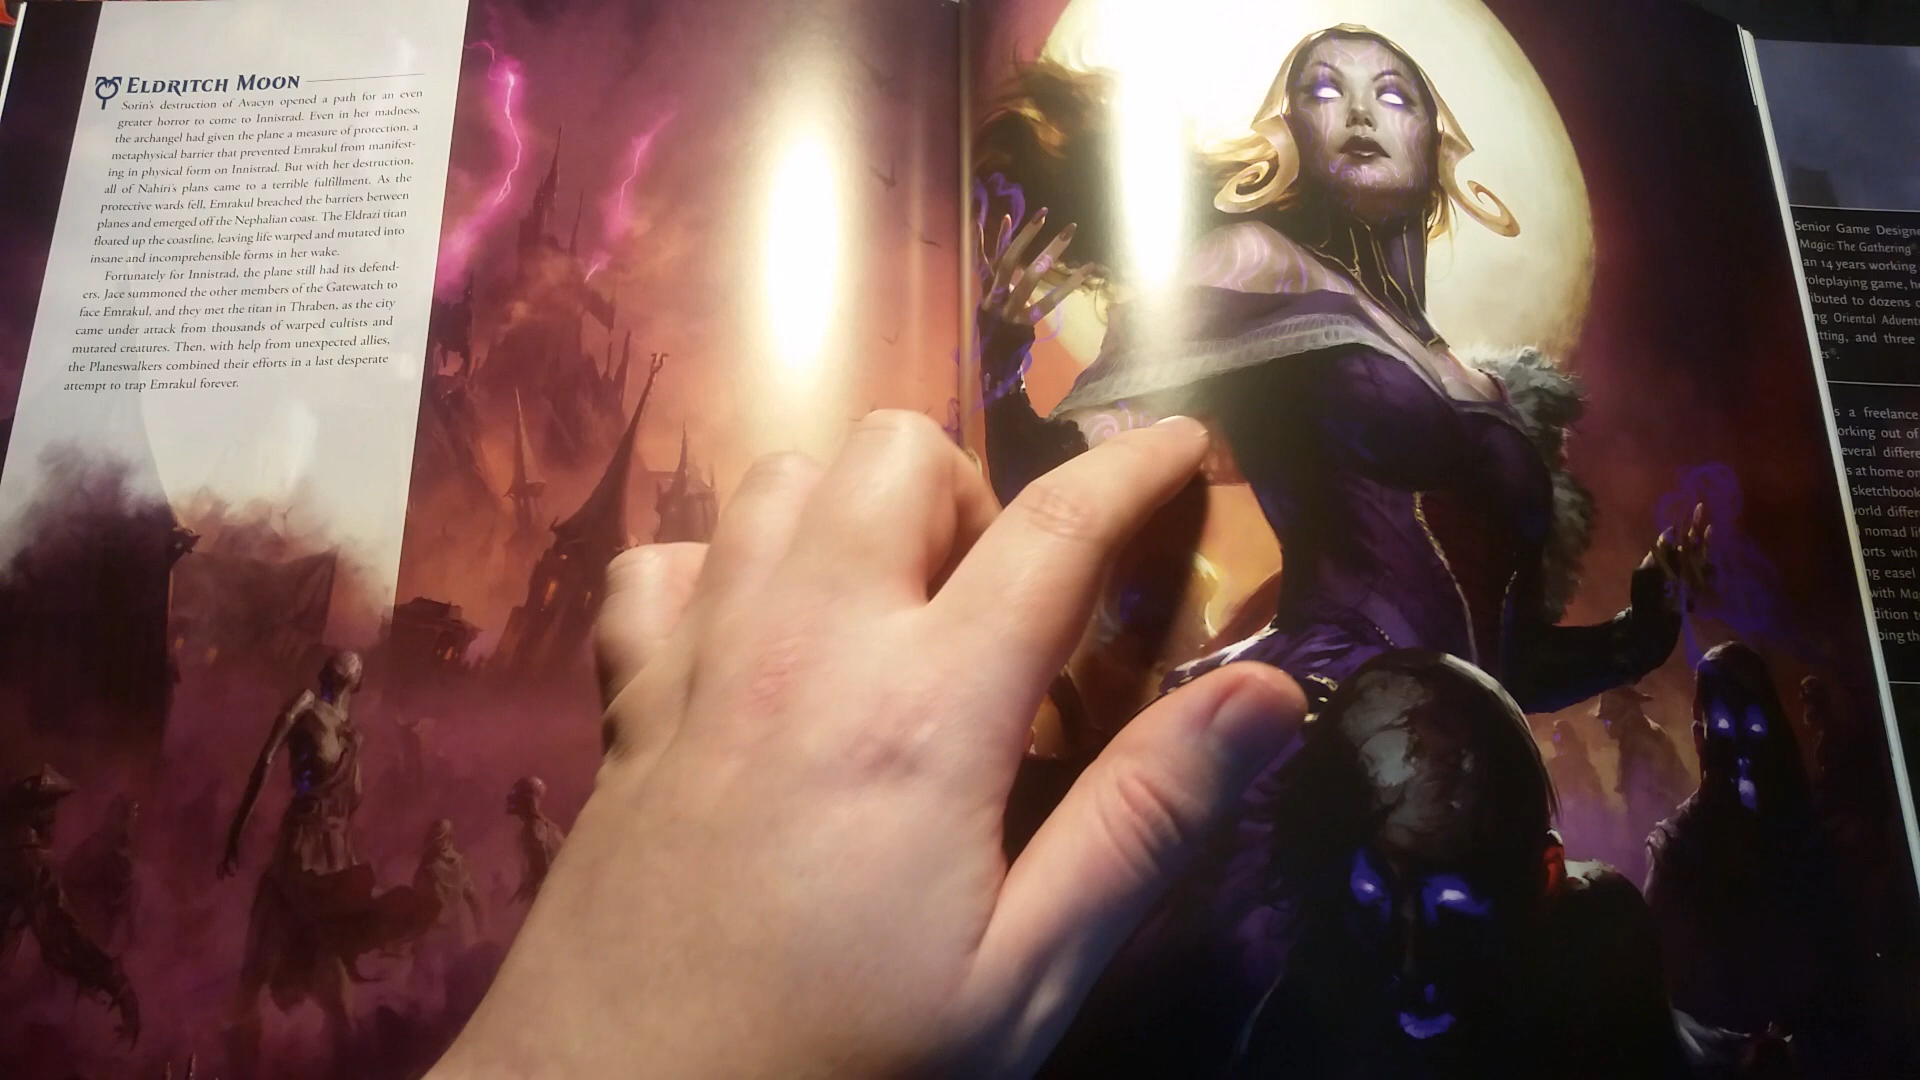 ELDRITCH MOON
Sorin's destruction of Avacyn opened a path for an even
greater horror to come to Innistrad. Even in her madness,
the archangel had given the plane a measure of protection, a
metaphysical barrier that prevented Emrakul from manifest-
ing in physical form on Innistrad. But with her destruction,
all of Nahiri's plans came to a terrible fulfillment. As the
protective wards fell, Emrakul breached the barriers between
planes and emerged off the Nephalian coast. The Eldrazi titan
floated up the coastline, leaving life warped and mutated into
insane and incomprehensible forms in her wake.
Fortunately for Innistrad, the plane still had its defend-
ers. Jace summoned the other members of the Gatewatch to
face Emrakul, and they met the titan in Thraben, as the city
came under attack from thousands of warped cultists and
mutated creatures. Then, with help from unexpected allies,
the Planeswalkers combined their efforts in a last desperate
attempt to trap Emrakul forever.
Senior Game Designe
Magic: The Gathering®
an 14 years working
roleplaying game, he
ibuted to dozens o
ng Oriental Advent
tting, and three
es®.
s a freelance
orking out of
everal differe
s at home on
sketchbook
world differ
nomad li
orts with
ng easel
with Ma
dition to
ping th